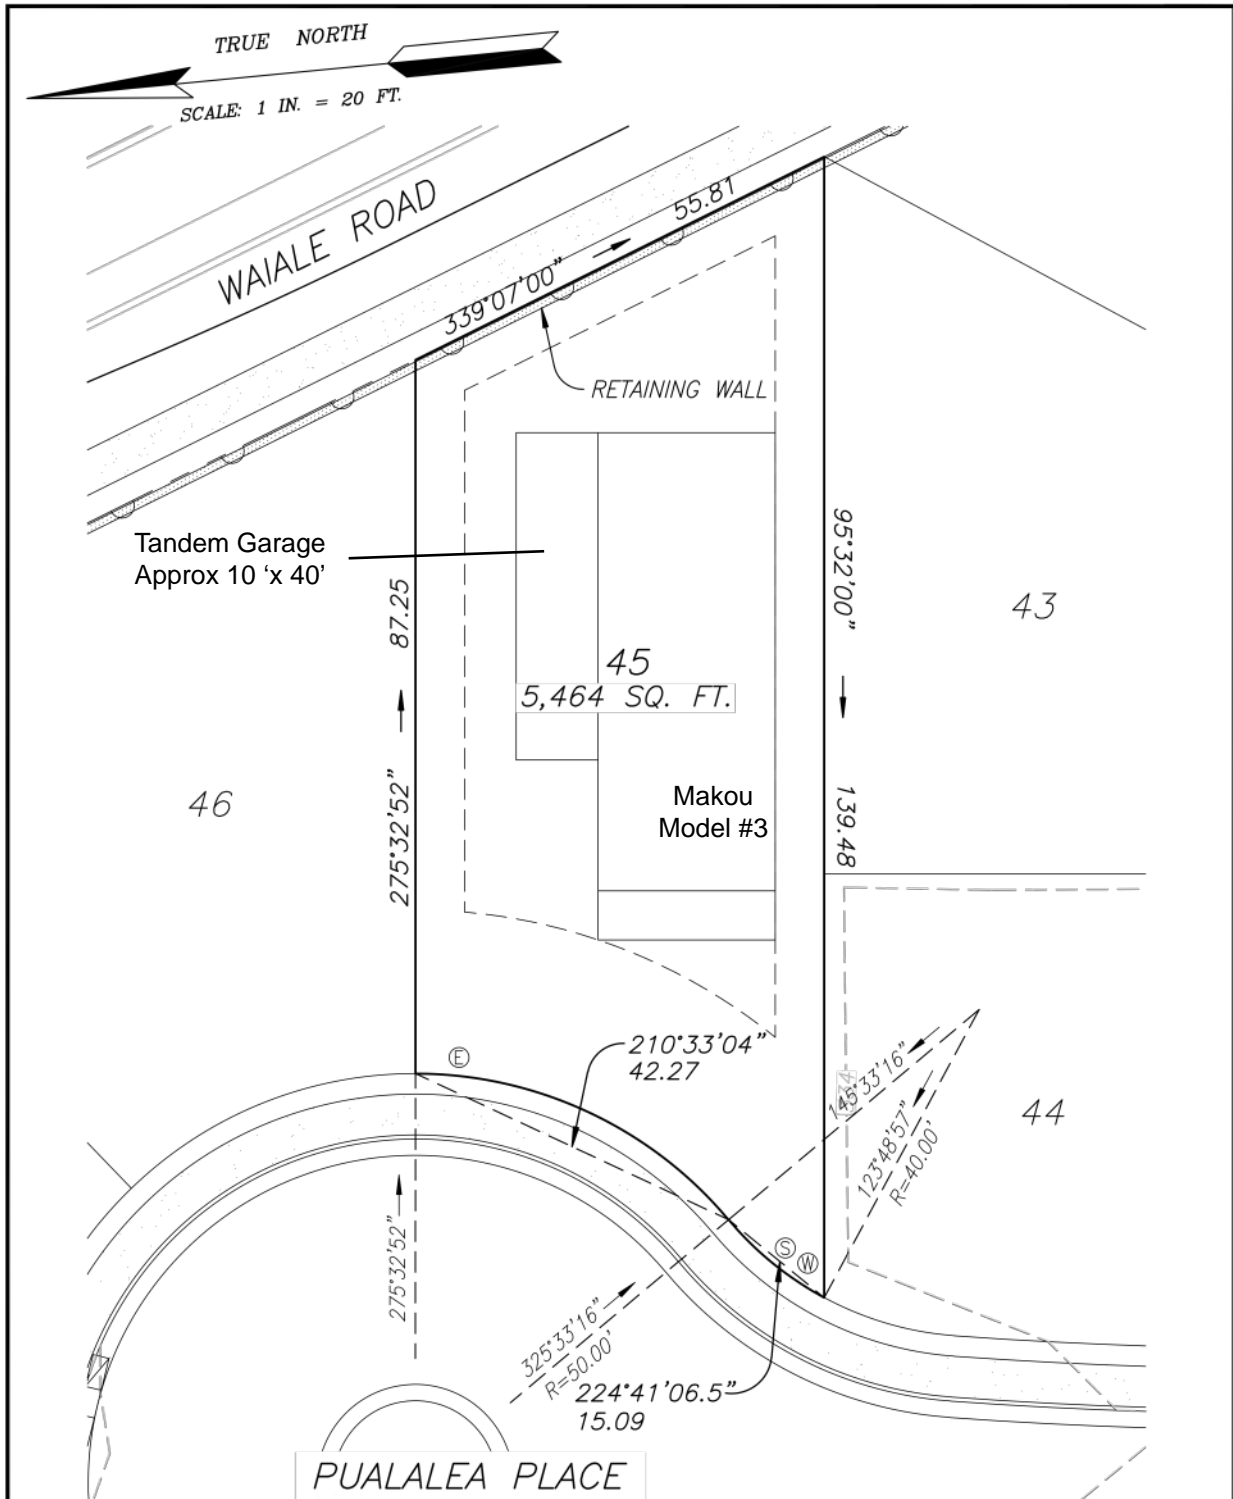 TRUE NORTH
SCALE: 1 IN. = 20 FT.
WAIALE ROAD
339°07'00"
55.81
RETAINING WALL
Tandem Garage
Approx 10 ‘x 40’
87.25
275°32'52"
95°32'00"
139.48
43
45
5,464 SQ. FT.
46
Makou
Model #3
E
210°33'04"
42.27
145°33'16"
44
123°48'57"
R=40.00'
S
W
275°32'52"
325°33'16"
R=50.00'
224°41'06.5"
15.09
PUALALEA PLACE